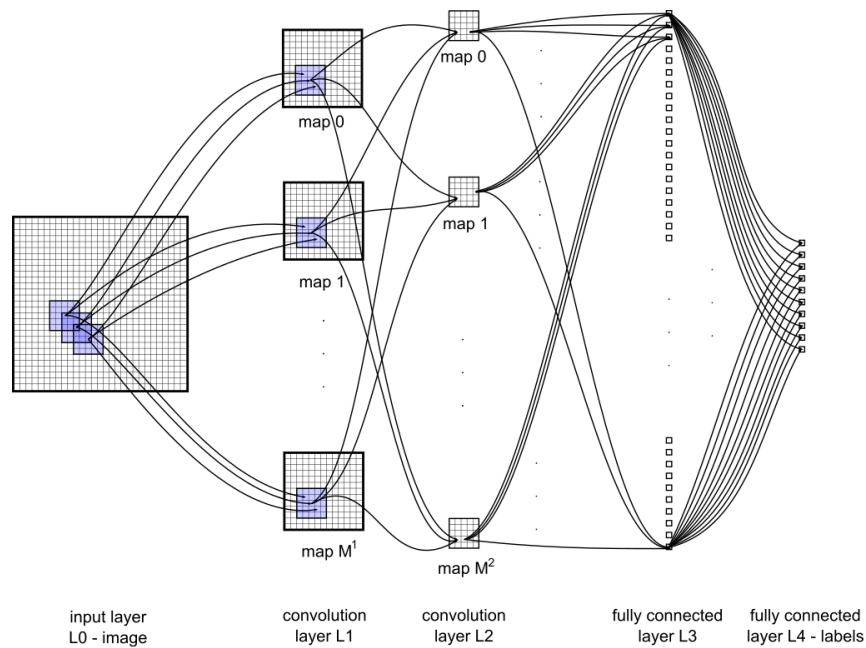 map 0
map 0
map 1
map 1
map M¹
map M²
input layer
L0 - image
convolution
layer L1
convolution
layer L2
fully connected
layer L3
fully connected
layer L4 - labels